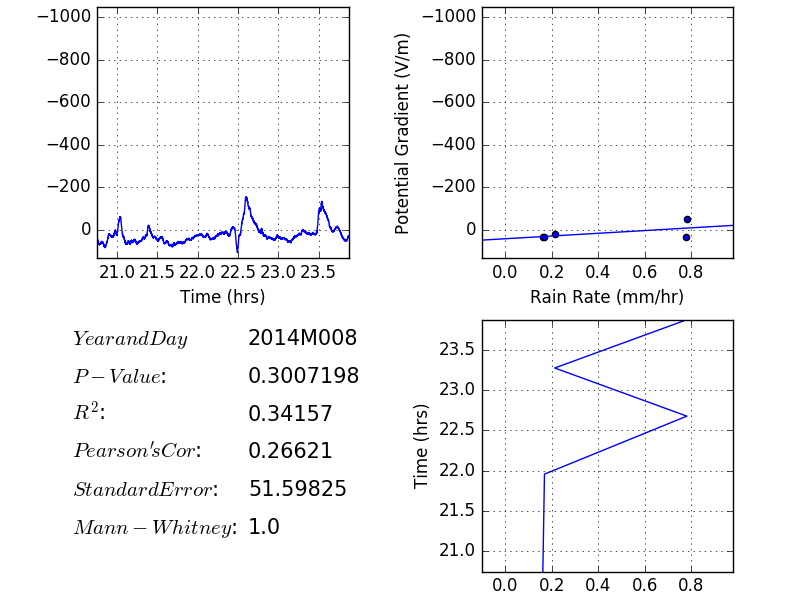 −1000
−800
−600
−400
−200
0
21.0 21.5 22.0 22.5 23.0 23.5
Time (hrs)
Potential Gradient (V/m)
−1000
−800
−600
−400
−200
0
0.0 0.2 0.4 0.6 0.8
Rain Rate (mm/hr)
YearandDay 2014M008
P − Value: 0.3007198
R²: 0.34157
Pearson'sCor: 0.26621
StandardError: 51.59825
Mann − Whitney: 1.0
Time (hrs)
23.5
23.0
22.5
22.0
21.5
21.0
0.0 0.2 0.4 0.6 0.8